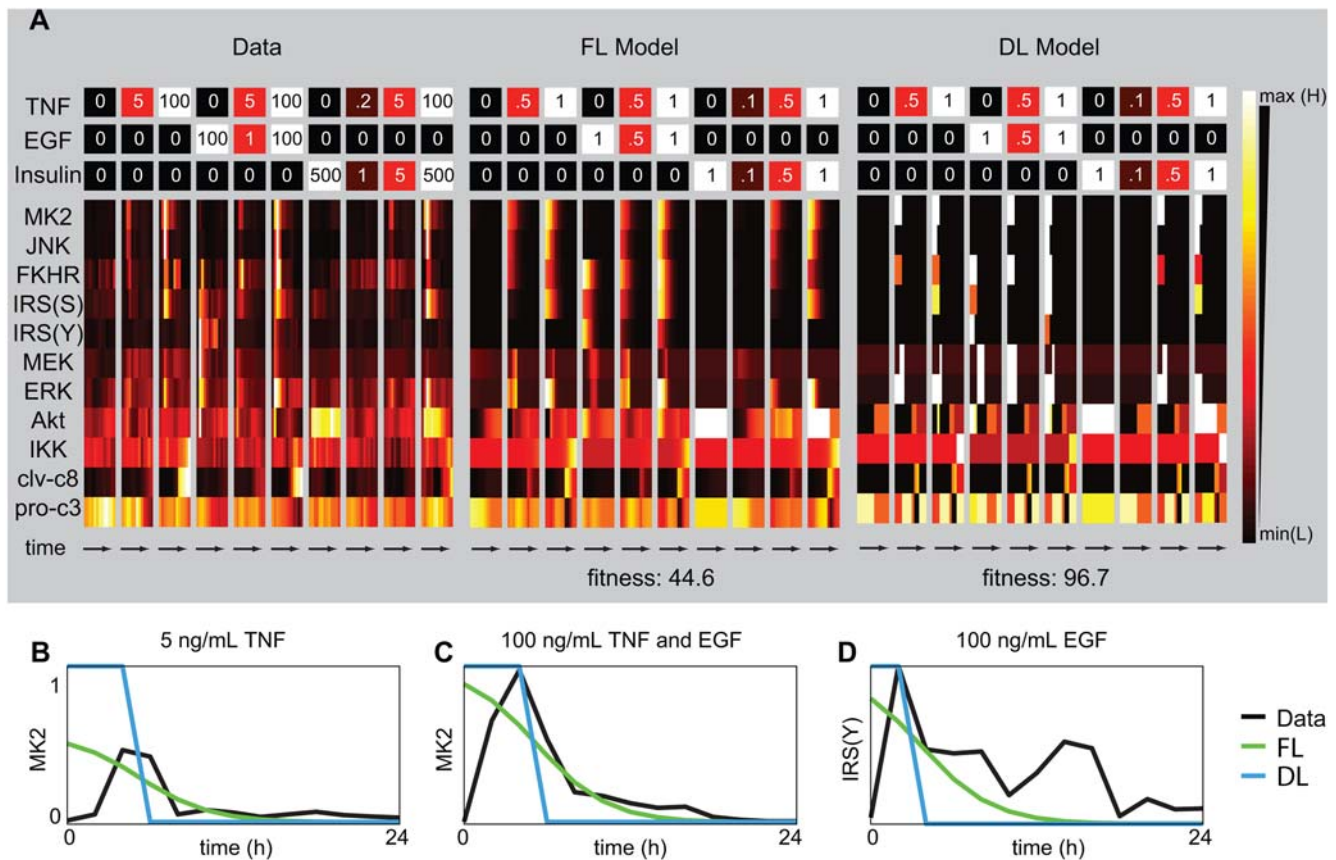 A
Data FL Model DL Model
TNF 0 5 100 0 5 100 0 .2 5 100 0 .5 1 0 .5 1 0 .1 .5 1 0 .5 1 0 .5 1 0 .1 .5 1 max (H)
EGF 0 0 0 100 1 100 0 0 0 0 0 0 0 1 .5 1 0 0 0 0 0 0 0 1 .5 1 0 0 0 0
Insulin 0 0 0 0 0 0 500 1 5 500 0 0 0 0 0 0 1 .1 .5 1 0 0 0 0 0 0 1 .1 .5 1
MK2
JNK
FKHR
IRS(S)
IRS(Y)
MEK
ERK
Akt
IKK
clv-c8
pro-c3
min(L)
time
fitness: 44.6 fitness: 96.7
B 5 ng/mL TNF
1
MK2
0
0 time (h) 24
C 100 ng/mL TNF and EGF
MK2
0 time (h) 24
D 100 ng/mL EGF
IRS(Y)
0 time (h) 24
Data
FL
DL